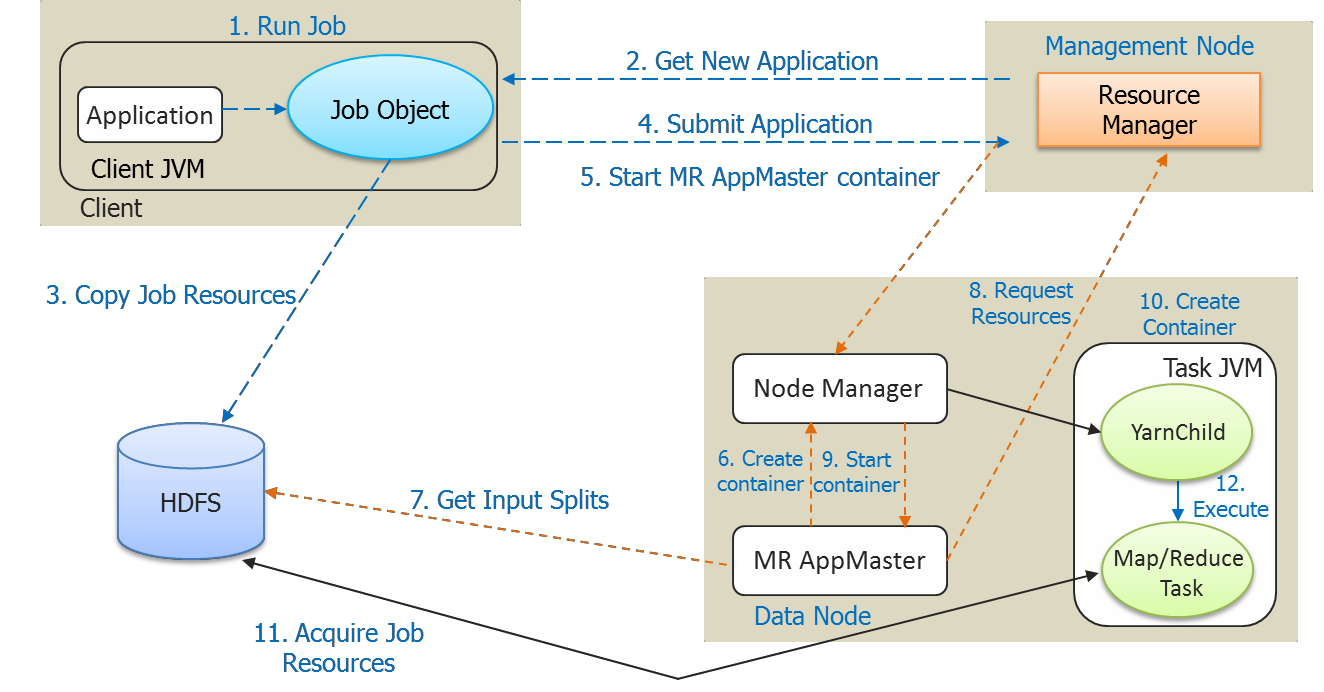 1. Run Job
Application
Job Object
Client JVM
Client
2. Get New Application
4. Submit Application
5. Start MR AppMaster container
Management Node
Resource
Manager
3. Copy Job Resources
HDFS
7. Get Input Splits
11. Acquire Job
Resources
8. Request
Resources
10. Create
Container
Node Manager
6. Create
container
9. Start
container
MR AppMaster
Data Node
Task JVM
YarnChild
12.
Execute
Map/Reduce
Task